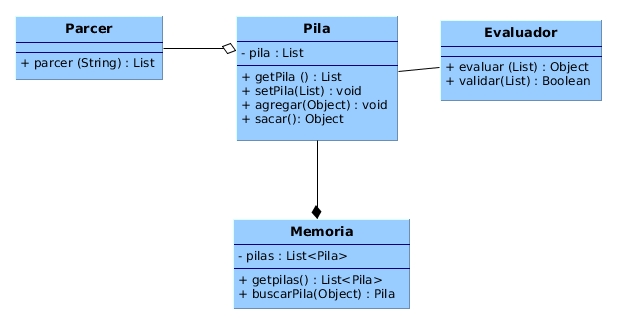 Parcer
+ parcer (String) : List
Pila
- pila : List
+ getPila () : List
+ setPila(List) : void
+ agregar(Object) : void
+ sacar(): Object
Evaluador
+ evaluar (List) : Object
+ validar(List) : Boolean
Memoria
- pilas : List<Pila>
+ getpilas() : List<Pila>
+ buscarPila(Object) : Pila